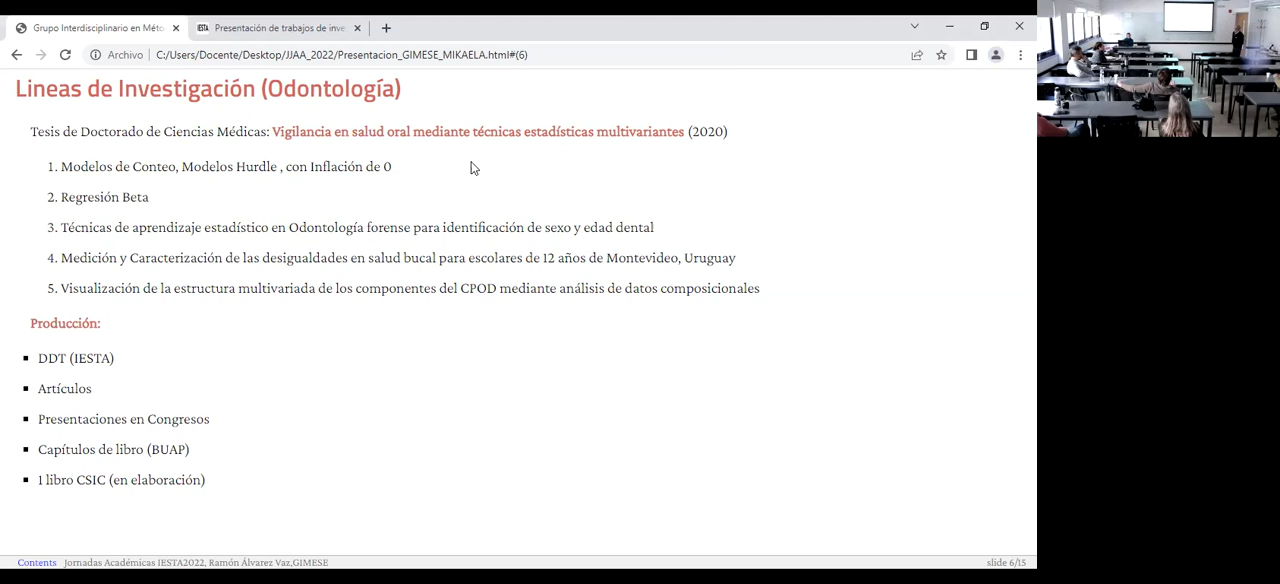 Grupo Interdisciplinario en Méto
Presentación de trabajos de inve
Archivo
C:/Users/Docente/Desktop/JJAA_2022/Presentacion_GIMESE_MIKAELA.html#(6)
Lineas de Investigación (Odontología)
Tesis de Doctorado de Ciencias Médicas: Vigilancia en salud oral mediante técnicas estadísticas multivariantes (2020)
1. Modelos de Conteo, Modelos Hurdle , con Inflación de 0
2. Regresión Beta
3. Técnicas de aprendizaje estadístico en Odontología forense para identificación de sexo y edad dental
4. Medición y Caracterización de las desigualdades en salud bucal para escolares de 12 años de Montevideo, Uruguay
5. Visualización de la estructura multivariada de los componentes del CPOD mediante análisis de datos composicionales
Producción:
DDT (IESTA)
Artículos
Presentaciones en Congresos
Capítulos de libro (BUAP)
1 libro CSIC (en elaboración)
Contents Jornadas Académicas IESTA2022, Ramón Álvarez Vaz,GIMESE
slide 6/15